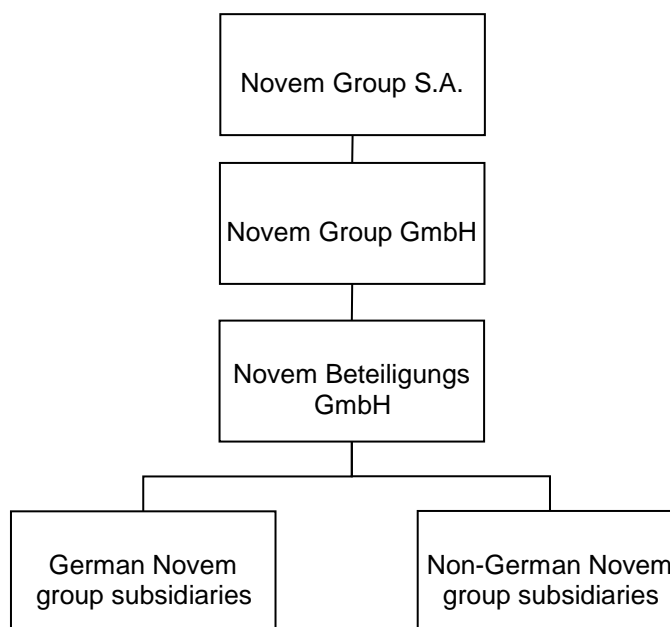 Novem Group S.A.
Novem Group GmbH
Novem Beteiligungs
GmbH
German Novem
group subsidiaries
Non-German Novem
group subsidiaries